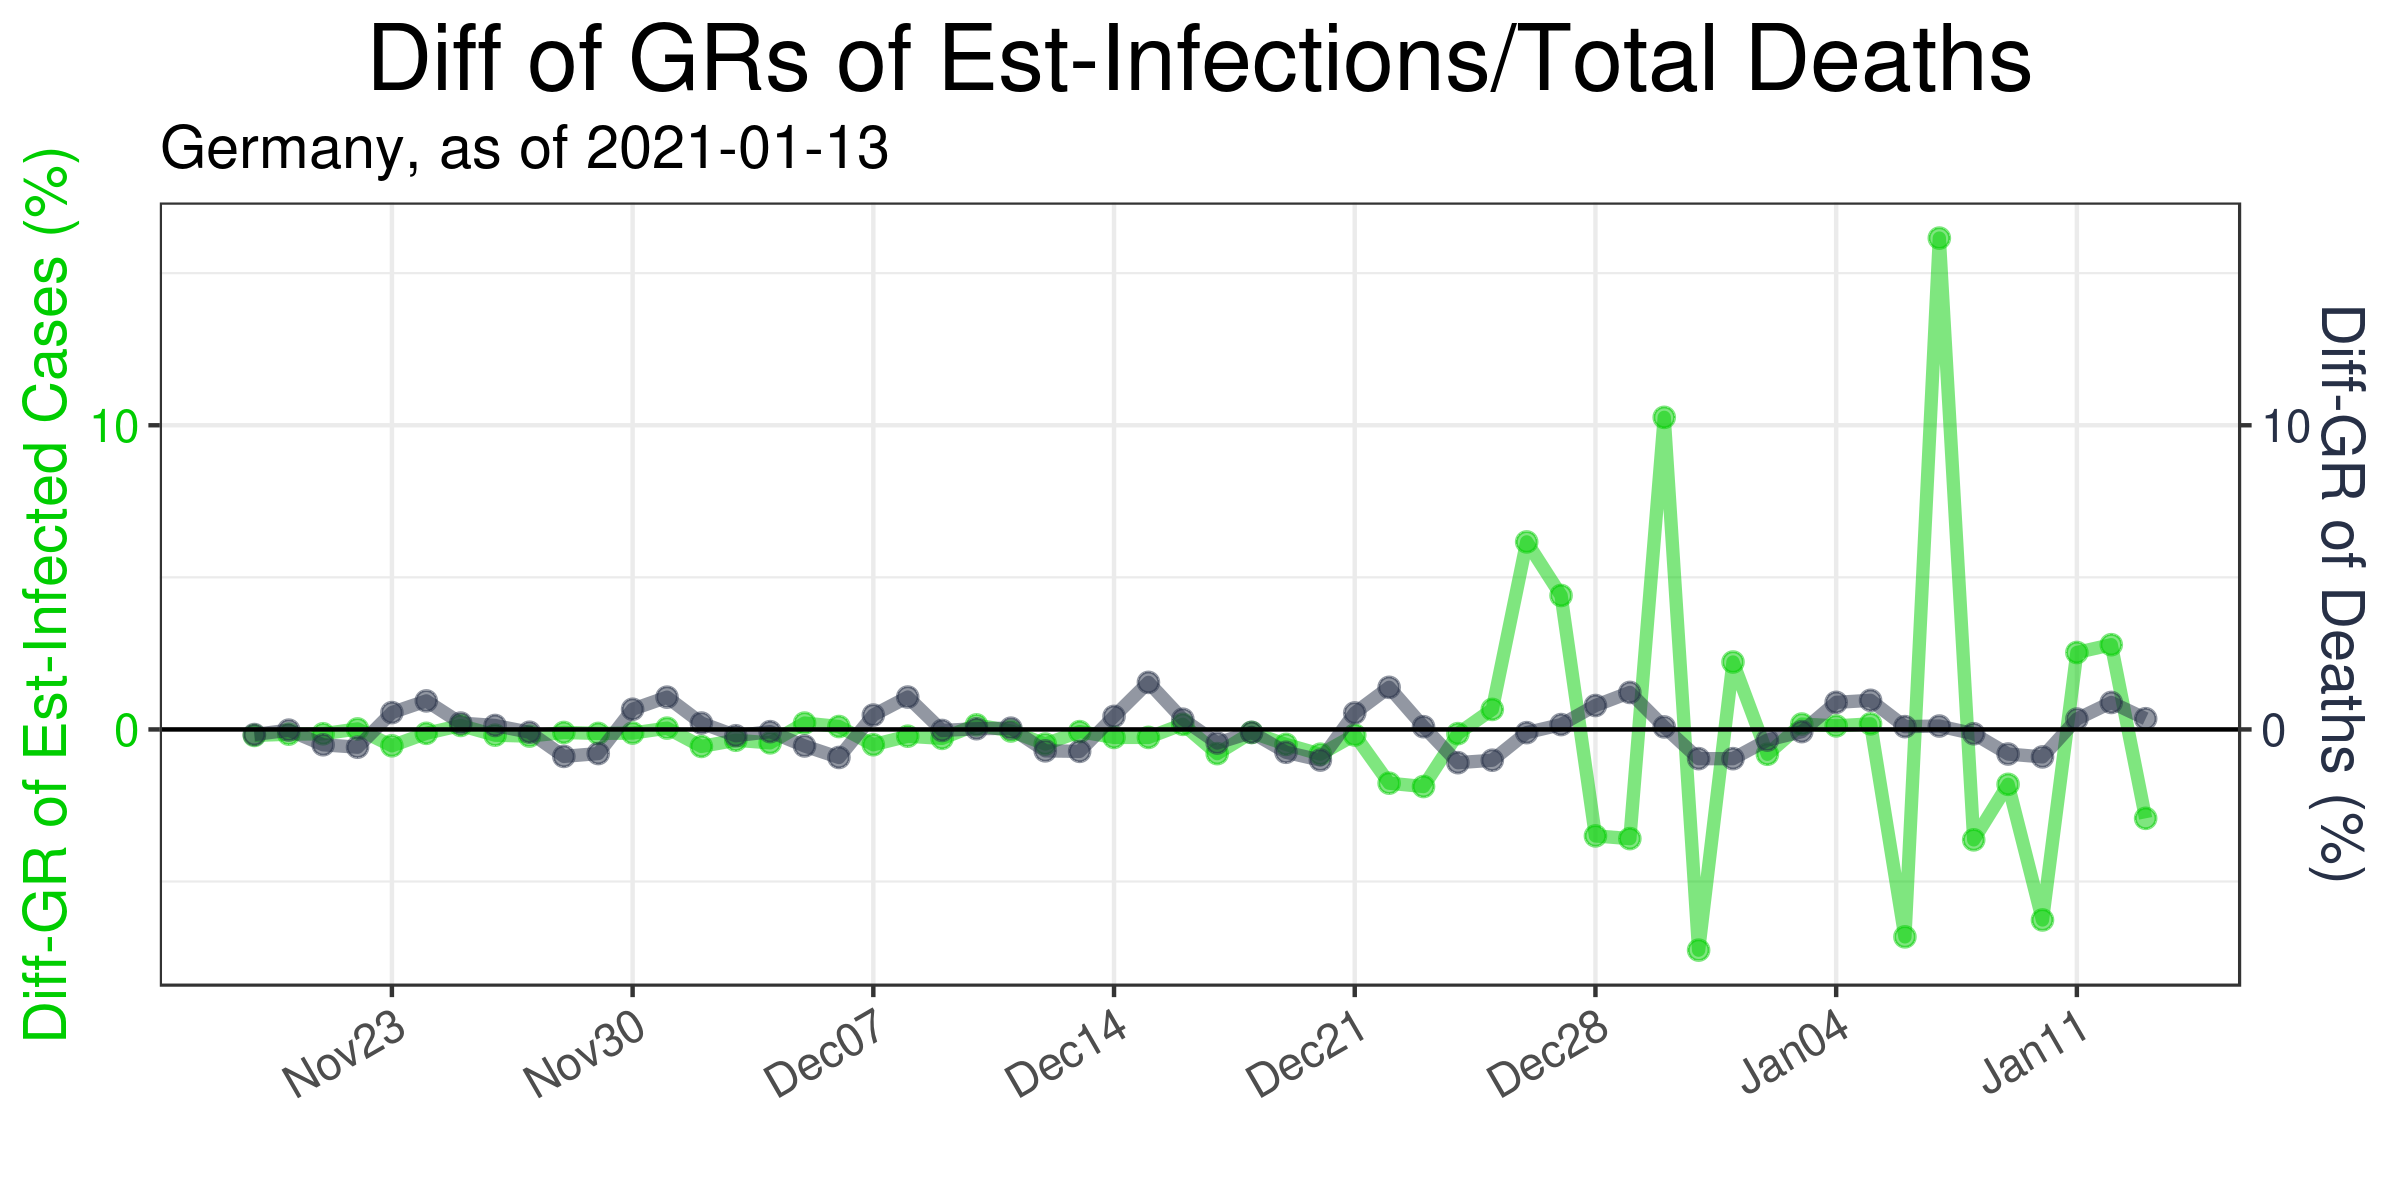 Diff of GRs of Est-Infections/Total Deaths
Germany, as of 2021-01-13
Diff-GR of Est-Infected Cases (%)
10
0
10
0
Diff-GR of Deaths (%)
Nov23
Nov30
Dec07
Dec14
Dec21
Dec28
Jan04
Jan11